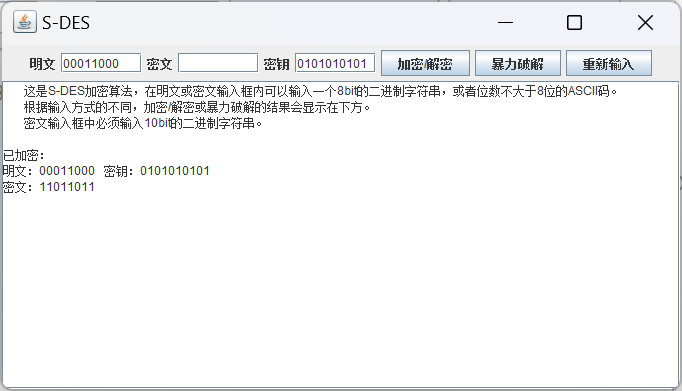 S-DES
明文 00011000 密文 密钥 0101010101 加密/解密 暴力破解 重新输入
这是S-DES加密算法，在明文或密文输入框内可以输入一个8bit的二进制字符串，或者位数不大于8位的ASCII码。
根据输入方式的不同，加密/解密或暴力破解的结果会显示在下方。
密文输入框中必须输入10bit的二进制字符串。
已加密：
明文：00011000 密钥：0101010101
密文：11011011